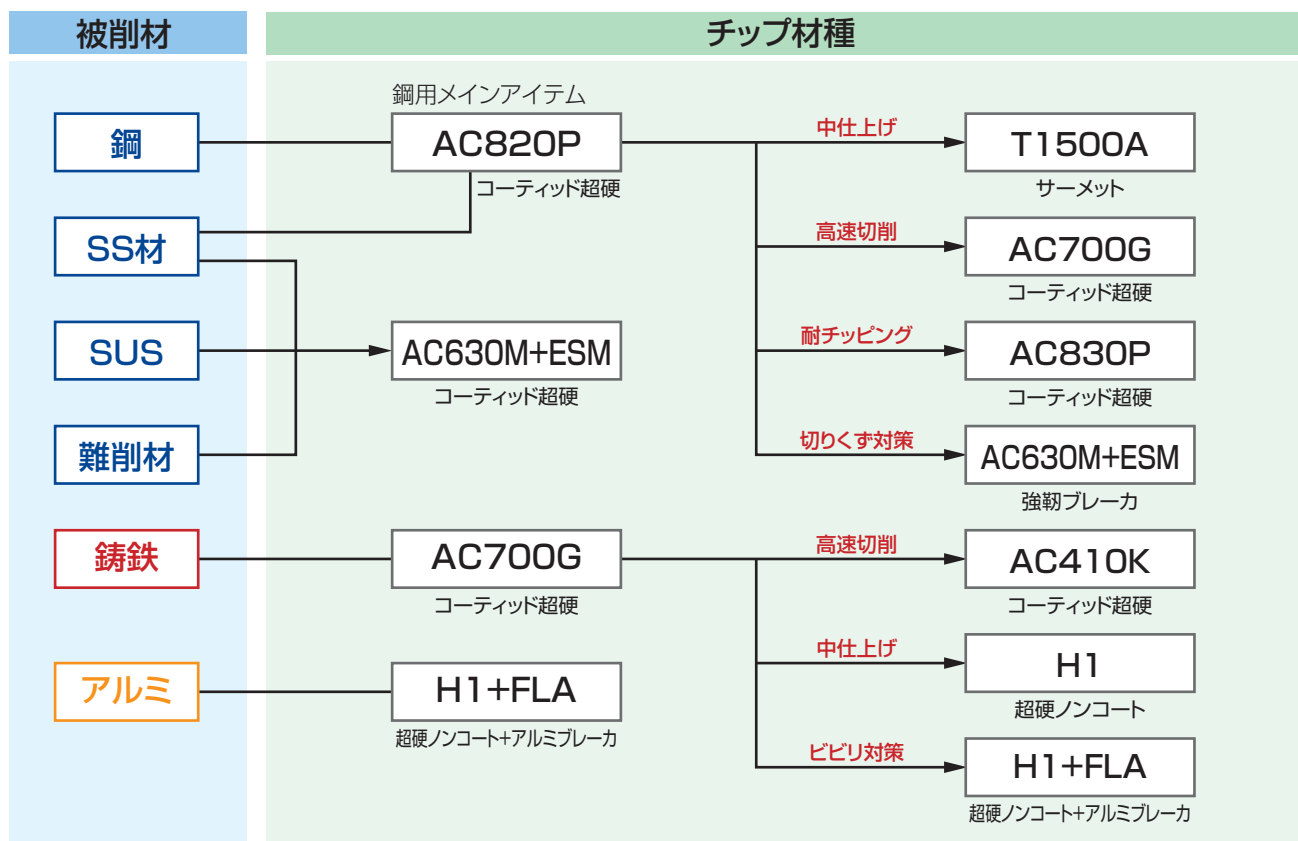 被削材
チップ材種
鋼用メインアイテム
鋼
AC820P
コーティッド超硬
中仕上げ
T1500A
サーメット
SS材
高速切削
AC700G
コーティッド超硬
SUS
AC630M+ESM
コーティッド超硬
耐チッピング
AC830P
コーティッド超硬
難削材
切りくず対策
AC630M+ESM
強靭ブレーカ
鋳鉄
AC700G
コーティッド超硬
高速切削
AC410K
コーティッド超硬
中仕上げ
H1
超硬ノンコート
アルミ
H1+FLA
超硬ノンコート+アルミブレーカ
ビビリ対策
H1+FLA
超硬ノンコート+アルミブレーカ